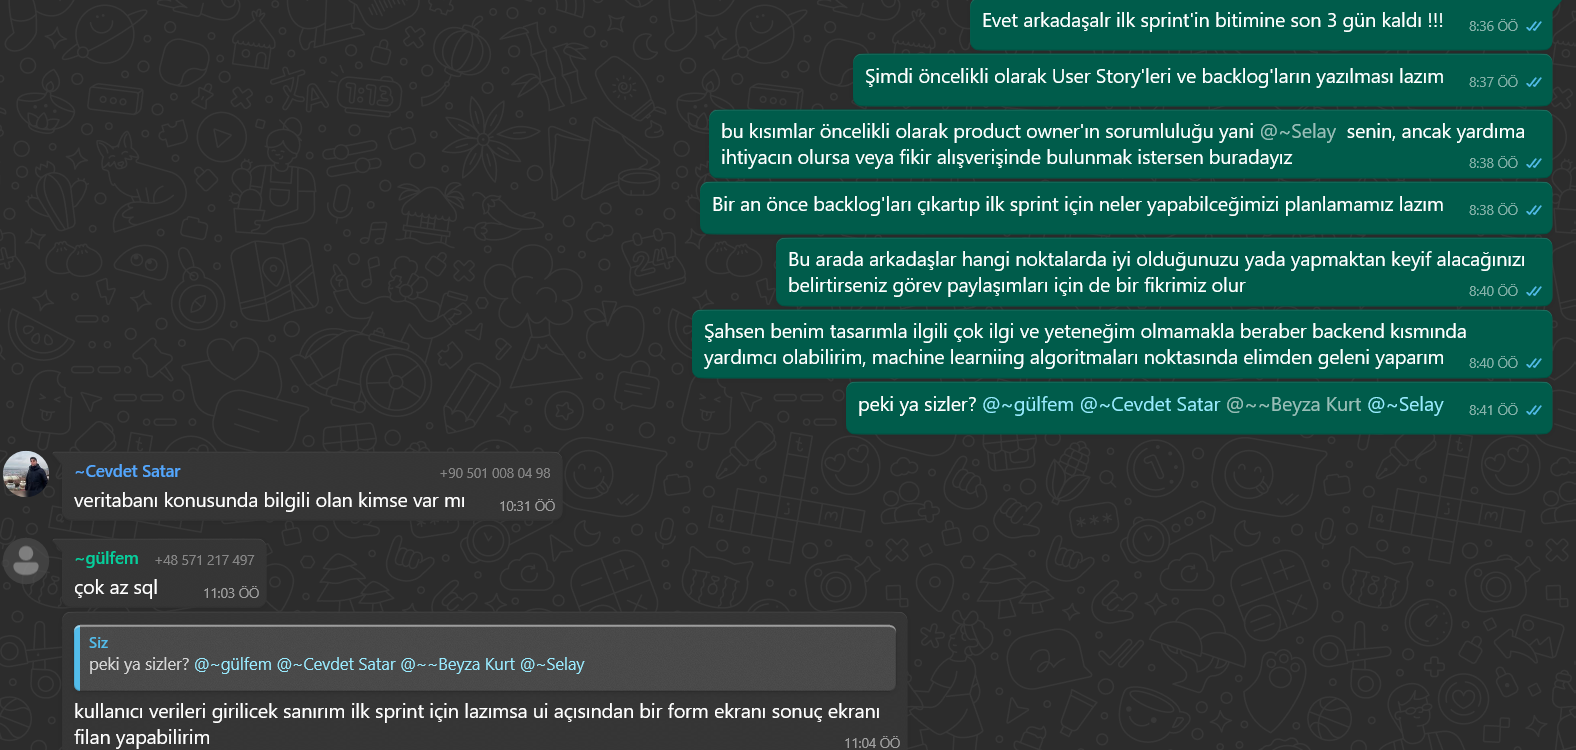 Evet arkadaşalr ilk sprint'in bitimine son 3 gün kaldı !!! 8:36 ÖÖ
Şimdi öncelikli olarak User Story'leri ve backlog'ların yazılması lazım 8:37 ÖÖ
bu kısımlar öncelikli olarak product owner'ın sorumluluğu yani @~Selay senin, ancak yardıma
ihtiyacın olursa veya fikir alışverişinde bulunmak istersen buradayız 8:38 ÖÖ
Bir an önce backlog'ları çıkartıp ilk sprint için neler yapabilceğimizi planlamamız lazım 8:38 ÖÖ
Bu arada arkadaşlar hangi noktalarda iyi olduğunuzu yada yapmaktan keyif alacağınızı
belirtirseniz görev paylaşımları için de bir fikrimiz olur 8:40 ÖÖ
Şahsen benim tasarımla ilgili çok ilgi ve yeteneğim olmamakla beraber backend kısmında
yardımcı olabilirim, machine learniing algoritmaları noktasında elimden geleni yaparım 8:40 ÖÖ
peki ya sizler? @~gülfem @~Cevdet Satar @~~Beyza Kurt @~Selay 8:41 ÖÖ
~Cevdet Satar +90 501 008 04 98
veritabanı konusunda bilgili olan kimse var mı 10:31 ÖÖ
~gülfem +48 571 217 497
çok az sql 11:03 ÖÖ
Siz
peki ya sizler? @~gülfem @~Cevdet Satar @~~Beyza Kurt @~Selay
kullanıcı verileri girilicek sanırım ilk sprint için lazımsa ui açısından bir form ekranı sonuç ekranı
filan yapabilirim 11:04 ÖÖ